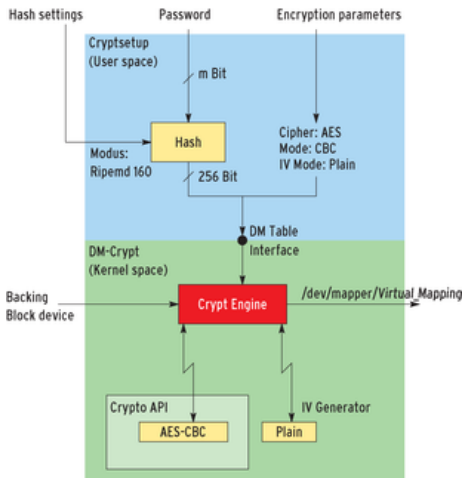 Hash settings
Password
Encryption parameters
Cryptsetup
(User space)
m Bit
Hash
Modus:
Ripemd 160
256 Bit
Cipher: AES
Mode: CBC
IV Mode: Plain
DM Table
Interface
DM-Crypt
(Kernel space)
Backing
Block device
Crypt Engine
/dev/mapper/Virtual_Mapping
Crypto API
AES-CBC
IV Generator
Plain